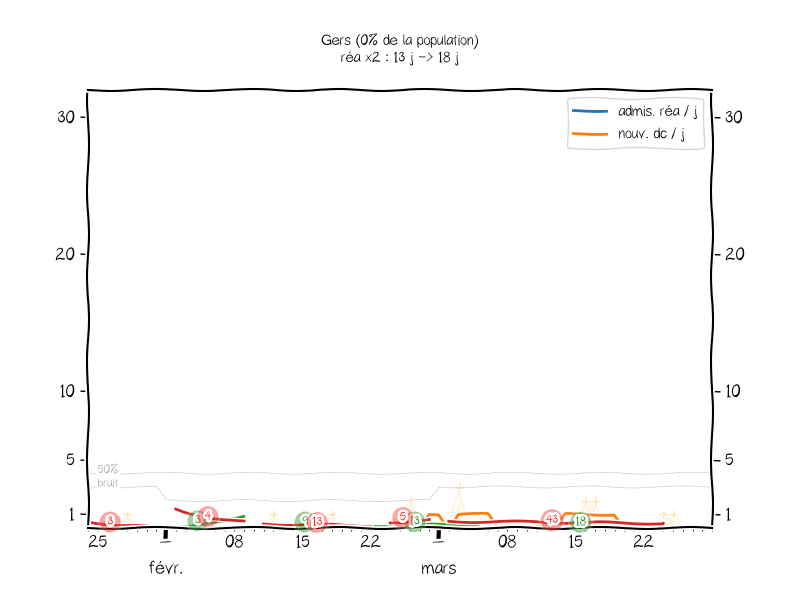 Gers (0% de la population)
réa x2 : 13 j -> 18 j
admis. réa / j
nouv. dc / j
30 30
20 20
10 10
5 5
50%
bruit
1 1
3 3 4 9 13 5 3 43 18
25 1 08 15 22 1 08 15 22
févr. mars